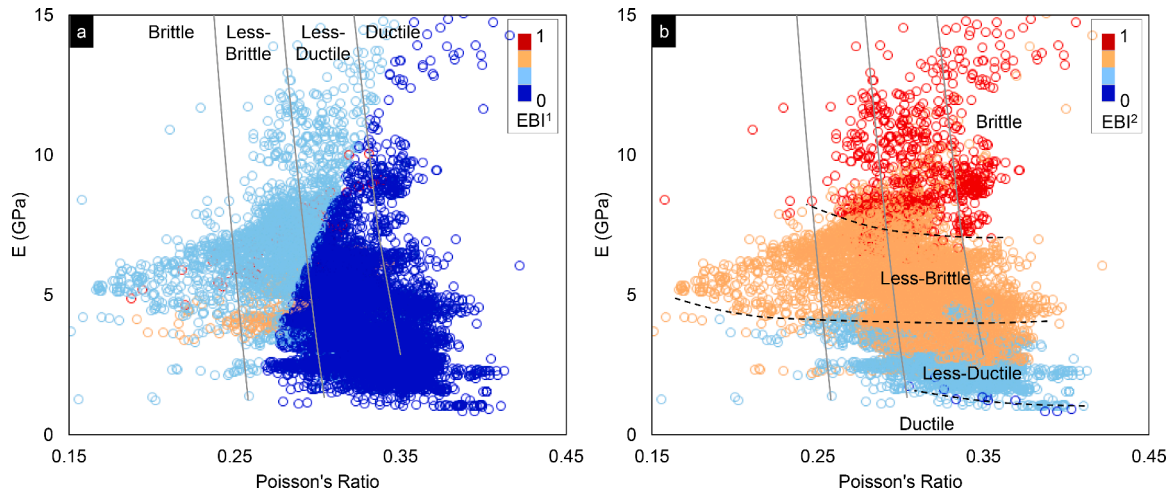 a
Brittle
Less-
Brittle
Less-
Ductile
Ductile
1
0
EBI¹
15
10
5
0
E (GPa)
0.15
0.25
0.35
0.45
Poisson's Ratio
b
1
0
EBI²
Brittle
Less-Brittle
Less-Ductile
Ductile
15
10
5
0
E (GPa)
0.15
0.25
0.35
0.45
Poisson's Ratio